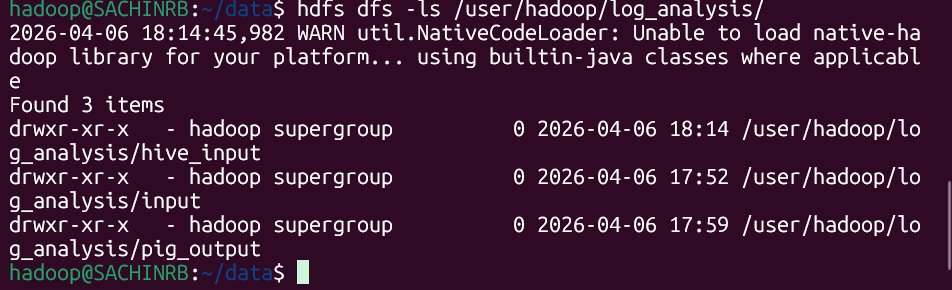 hadoop@SACHINRB:~/data$ hdfs dfs -ls /user/hadoop/log_analysis/
2026-04-06 18:14:45,982 WARN util.NativeCodeLoader: Unable to load native-ha
doop library for your platform... using builtin-java classes where applicabl
e
Found 3 items
drwxr-xr-x   - hadoop supergroup          0 2026-04-06 18:14 /user/hadoop/lo
g_analysis/hive_input
drwxr-xr-x   - hadoop supergroup          0 2026-04-06 17:52 /user/hadoop/lo
g_analysis/input
drwxr-xr-x   - hadoop supergroup          0 2026-04-06 17:59 /user/hadoop/lo
g_analysis/pig_output
hadoop@SACHINRB:~/data$